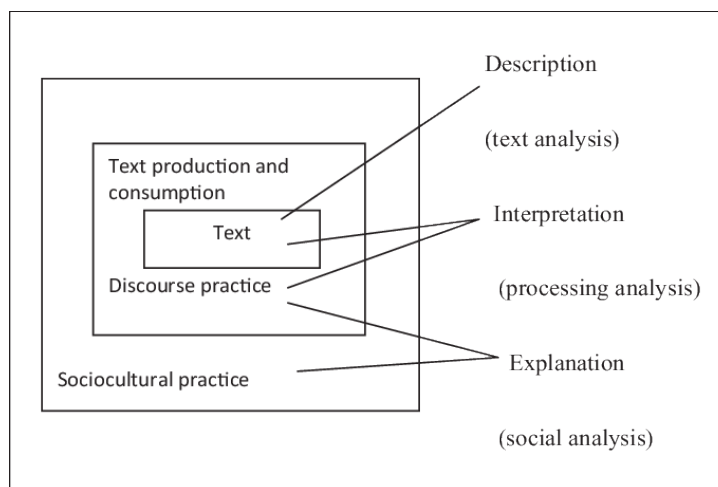 Description
(text analysis)
Text production and
consumption
Text
Interpretation
Discourse practice
(processing analysis)
Explanation
Sociocultural practice
(social analysis)